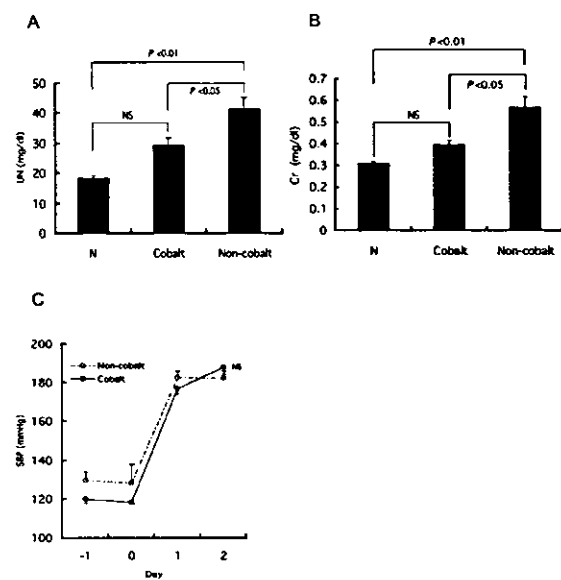 A
P <0.01
P <0.05
NS
UN (mg/dl)
50
40
30
20
10
0
N
Cobalt
Non-cobalt
B
P <0.01
P <0.05
NS
Cr (mg/dl)
0.7
0.6
0.5
0.4
0.3
0.2
0.1
0
N
Cobalt
Non-cobalt
C
200
180
160
140
120
100
SBP (mmHg)
Non-cobalt
Cobalt
NS
-1
0
1
2
Day